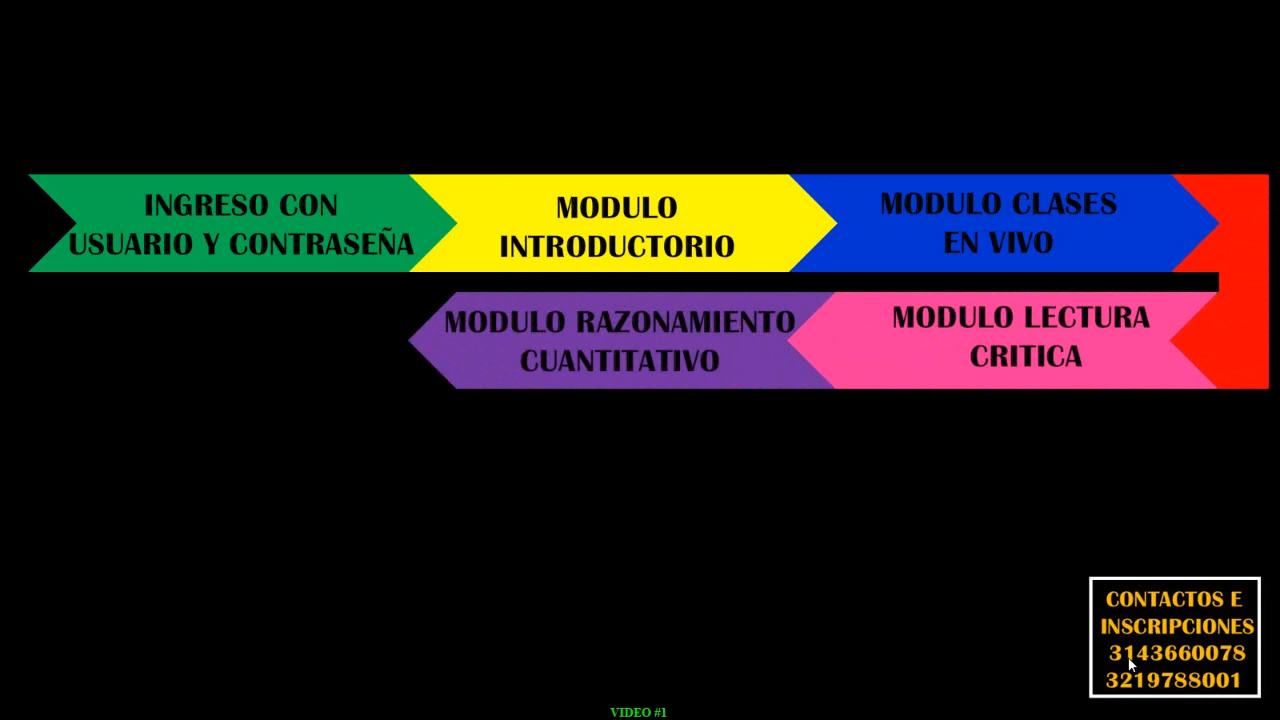 INGRESO CON
USUARIO Y CONTRASEÑA
MODULO
INTRODUCTORIO
MODULO CLASES
EN VIVO
MODULO LECTURA
CRITICA
MODULO RAZONAMIENTO
CUANTITATIVO
CONTACTOS E
INSCRIPCIONES
3143660078
3219788001
VIDEO #1